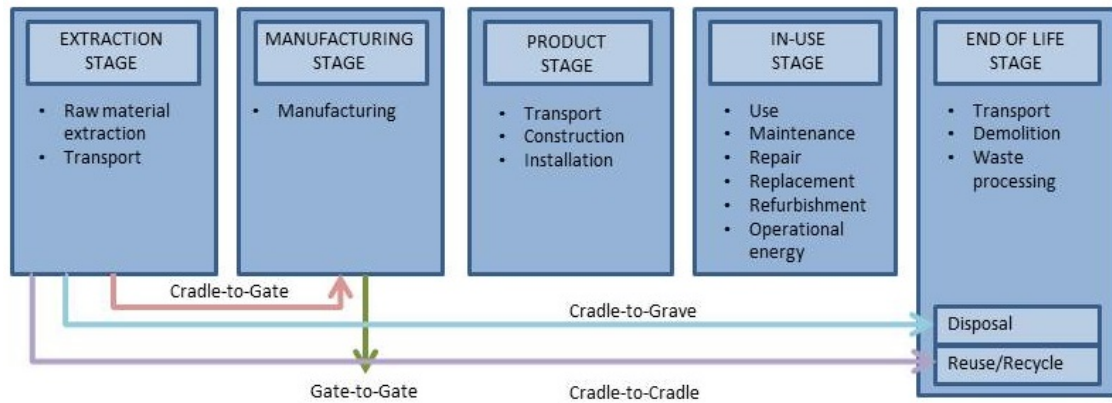 EXTRACTION
STAGE
• Raw material
extraction
• Transport
MANUFACTURING
STAGE
• Manufacturing
PRODUCT
STAGE
• Transport
• Construction
• Installation
IN-USE
STAGE
• Use
• Maintenance
• Repair
• Replacement
• Refurbishment
• Operational
energy
END OF LIFE
STAGE
• Transport
• Demolition
• Waste
processing
Cradle-to-Gate
Cradle-to-Grave
Disposal
Reuse/Recycle
Gate-to-Gate
Cradle-to-Cradle